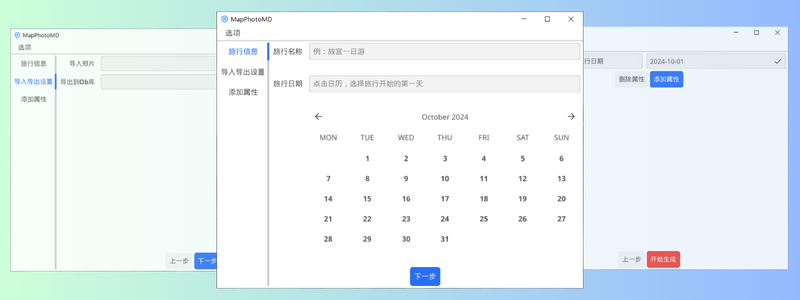 MapPhotoMD
选项
旅行信息
导入导出设置
添加属性
导入照片
导出到Ob库
上一步
下一步
MapPhotoMD
选项
旅行信息
导入导出设置
添加属性
旅行名称
例：故宫一日游
旅行日期
点击日历，选择旅行开始的第一天
October 2024
MON TUE WED THU FRI SAT SUN
1 2 3 4 5 6
7 8 9 10 11 12 13
14 15 16 17 18 19 20
21 22 23 24 25 26 27
28 29 30 31
下一步
行日期
2024-10-01
删除属性
添加属性
上一步
开始生成